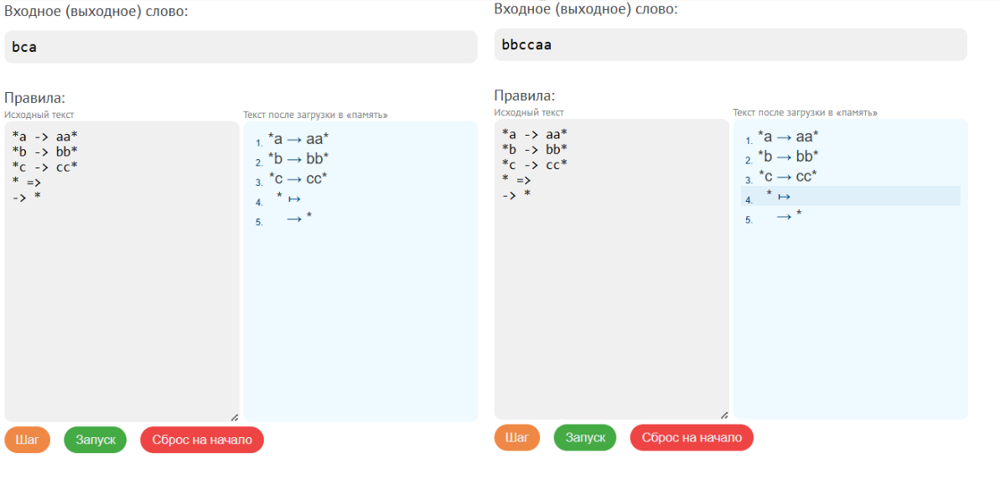 Входное (выходное) слово:
bca
Правила:
Исходный текст
Текст после загрузки в «память»
*a -> aa*
*b -> bb*
*c -> cc*
* =>
-> *
1. *a → aa*
2. *b → bb*
3. *c → cc*
4. * ↦
5. → *
Шаг
Запуск
Сброс на начало
Входное (выходное) слово:
bbccaa
Правила:
Исходный текст
Текст после загрузки в «память»
*a -> aa*
*b -> bb*
*c -> cc*
* =>
-> *
1. *a → aa*
2. *b → bb*
3. *c → cc*
4. * ↦
5. → *
Шаг
Запуск
Сброс на начало